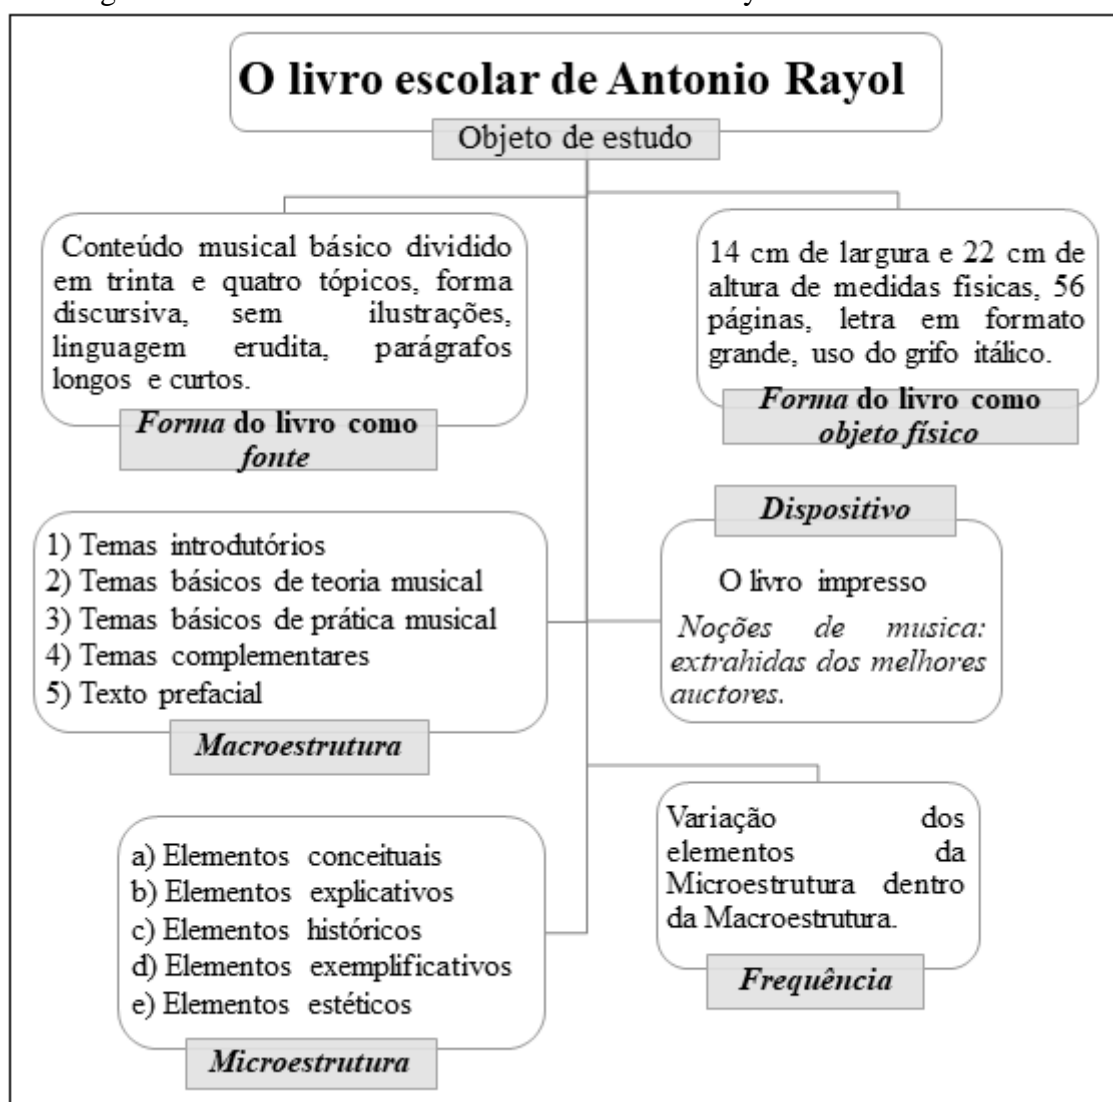 O livro escolar de Antonio Rayol
Objeto de estudo
Conteúdo musical básico dividido
em trinta e quatro tópicos, forma
discursiva, sem ilustrações,
linguagem erudita, parágrafos
longos e curtos.
Forma do livro como
fonte
14 cm de largura e 22 cm de
altura de medidas físicas, 56
páginas, letra em formato
grande, uso do grifo itálico.
Forma do livro como
objeto físico
1) Temas introdutórios
2) Temas básicos de teoria musical
3) Temas básicos de prática musical
4) Temas complementares
5) Texto prefacial
Macroestrutura
Dispositivo
O livro impresso
Noções de musica:
extrahidas dos melhores
auctores.
a) Elementos conceituais
b) Elementos explicativos
c) Elementos históricos
d) Elementos exemplificativos
e) Elementos estéticos
Microestrutura
Variação dos
elementos da
Microestrutura dentro
da Macroestrutura.
Frequência